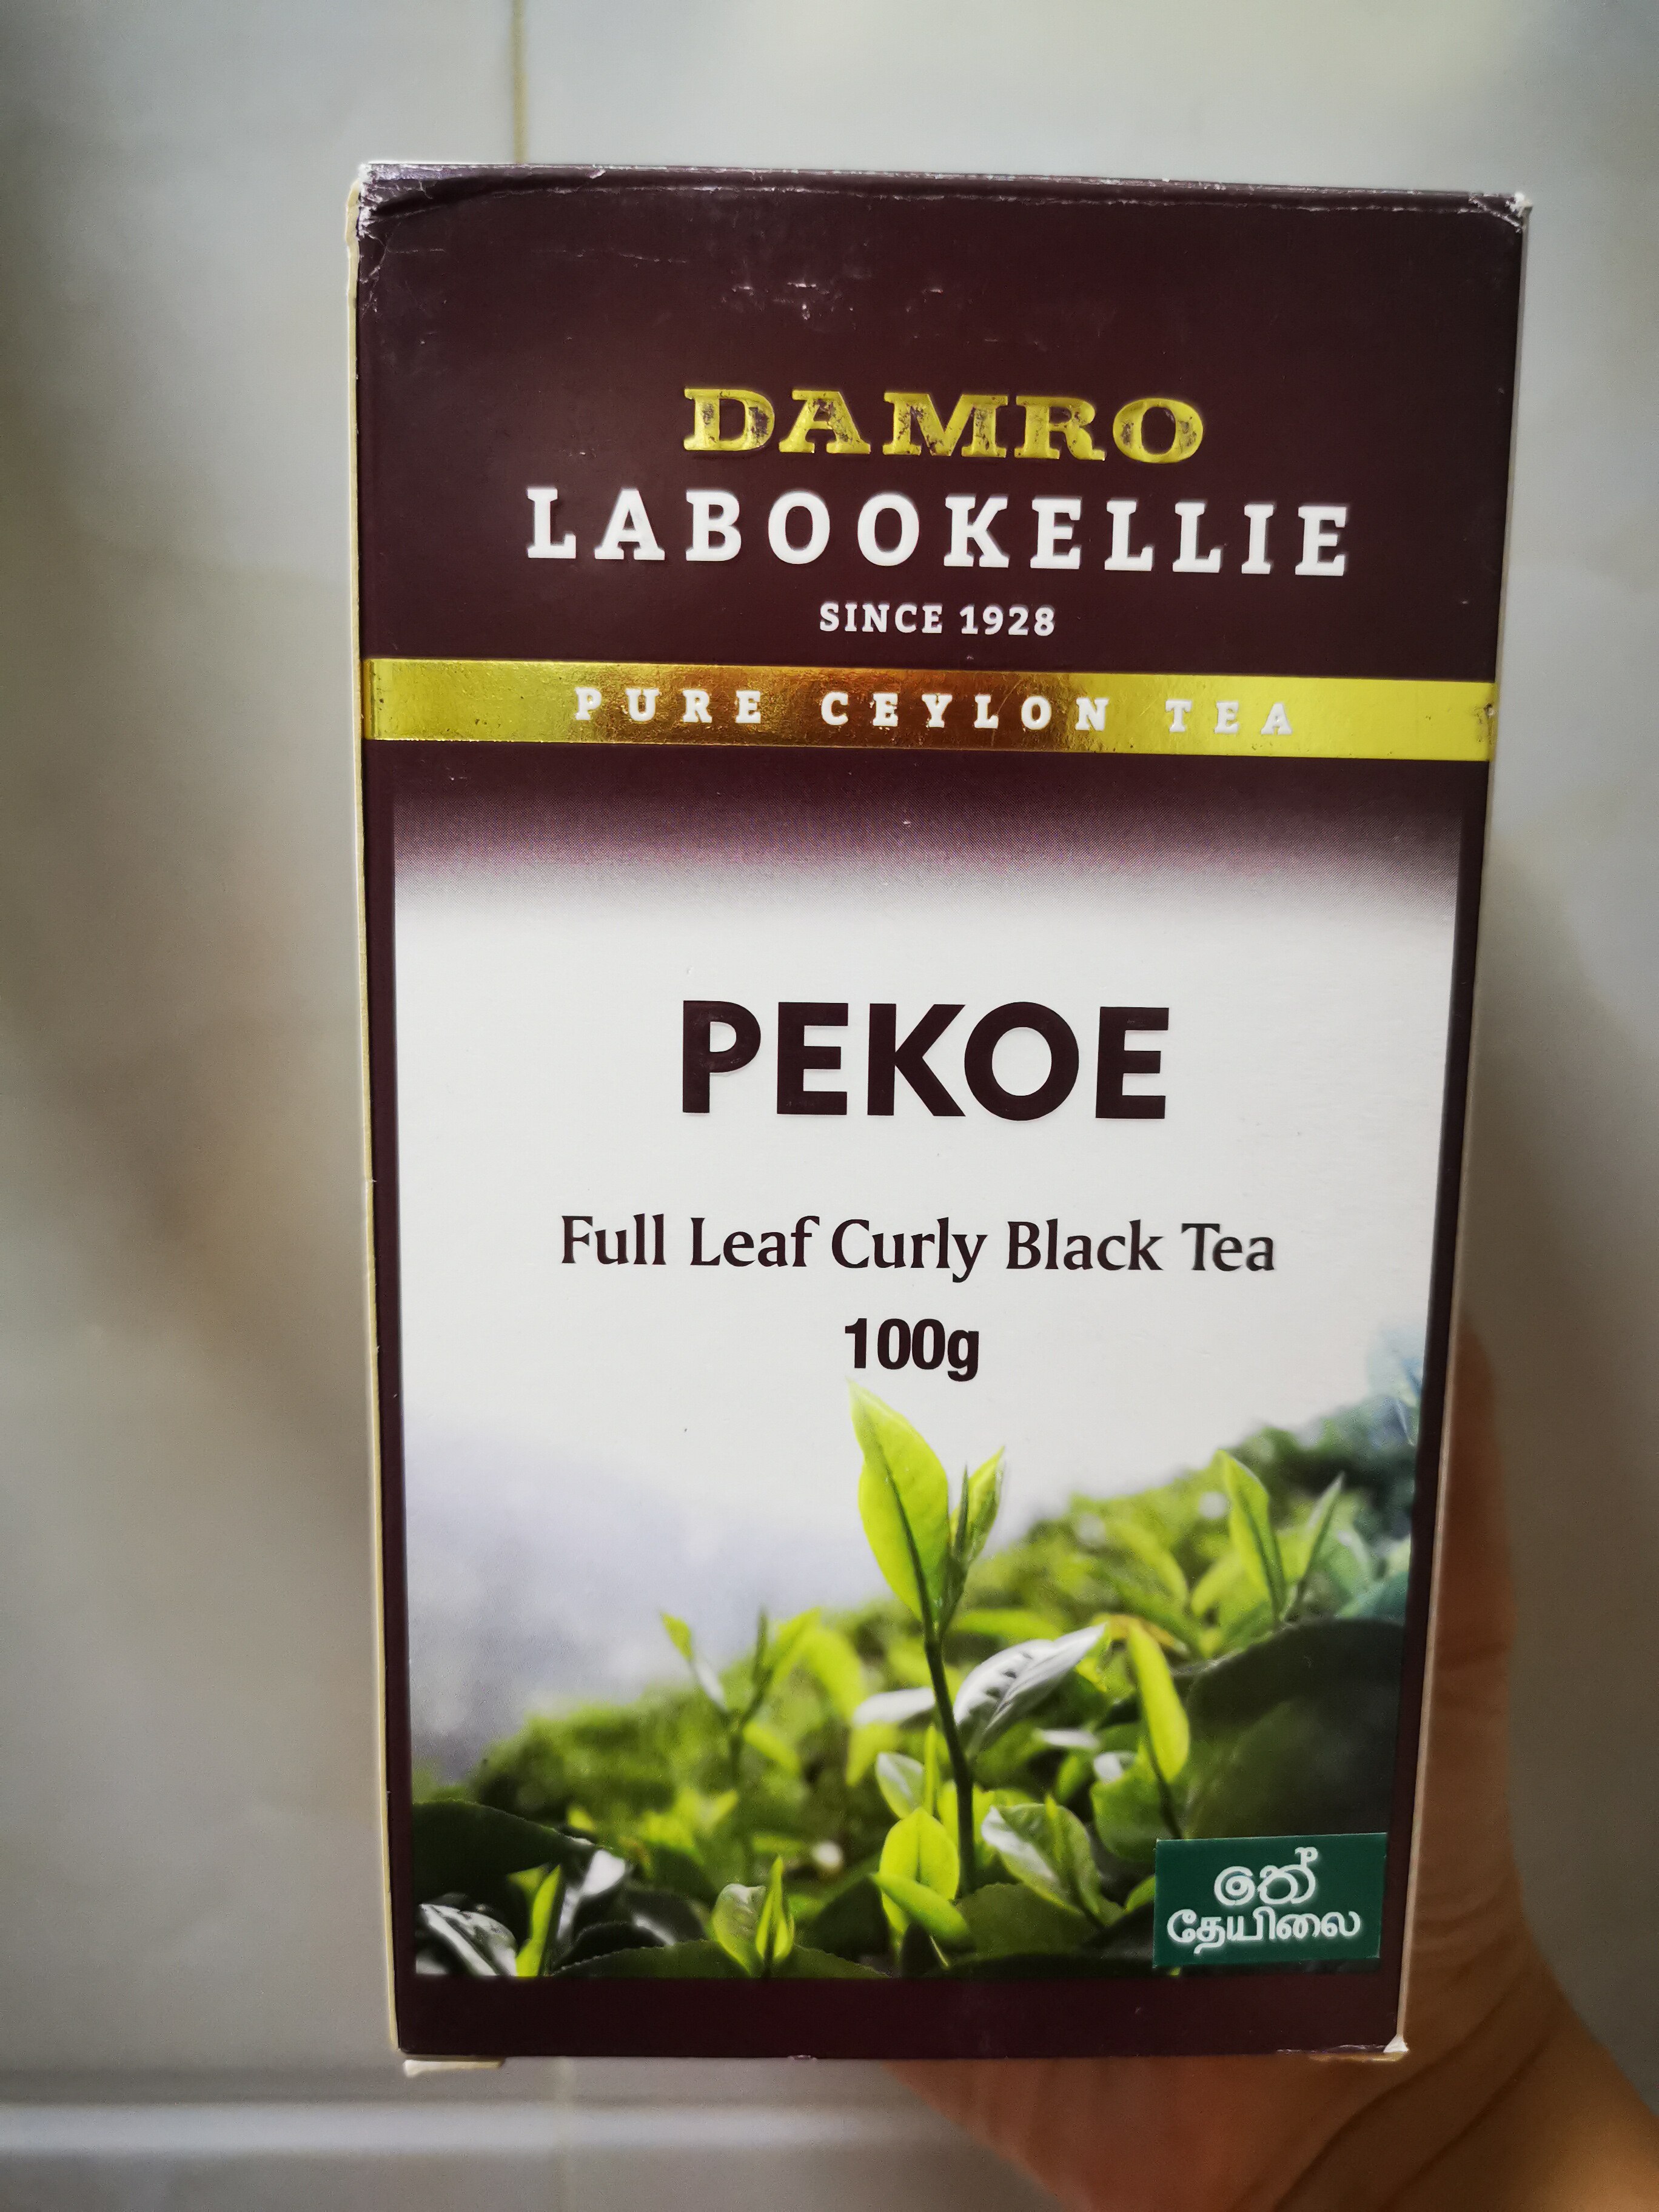 DAMRO
LABOOKELLIE
SINCE 1928
PURE CEYLON TEA
PEKOE
Full Leaf Curly Black Tea
100g
තේ
தேயிலை